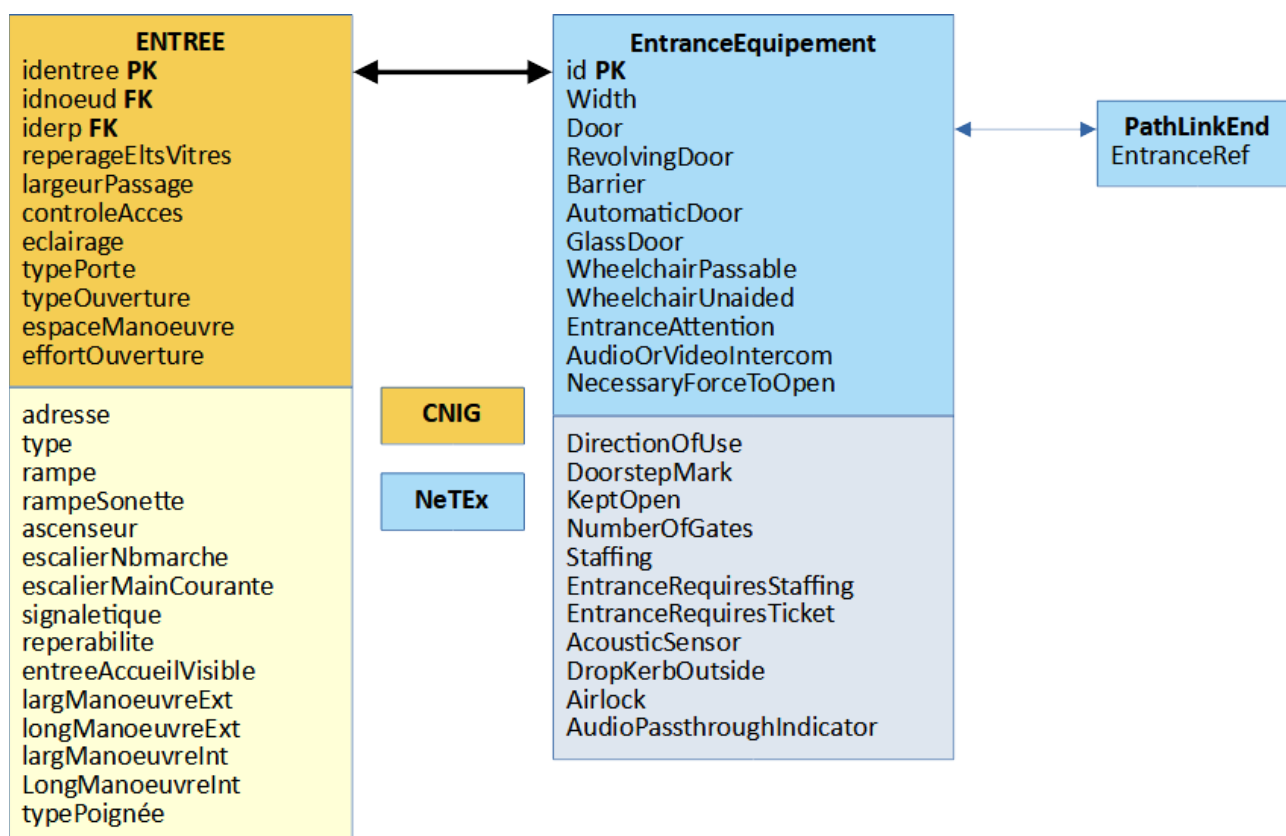 ENTREE
identree PK
idnoeud FK
iderp FK
reperageEltsVitres
largeurPassage
controleAcces
eclairage
typePorte
typeOuverture
espaceManoeuvre
effortOuverture
adresse
type
rampe
rampeSonette
ascenseur
escalierNbmarche
escalierMainCourante
signaletique
reperabilite
entreeAccueilVisible
largManoeuvreExt
longManoeuvreExt
largManoeuvreInt
LongManoeuvreInt
typePoignée
CNIG
NeTEx
EntranceEquipement
id PK
Width
Door
RevolvingDoor
Barrier
AutomaticDoor
GlassDoor
WheelchairPassable
WheelchairUnaided
EntranceAttention
AudioOrVideoIntercom
NecessaryForceToOpen
DirectionOfUse
DoorstepMark
KeptOpen
NumberOfGates
Staffing
EntranceRequiresStaffing
EntranceRequiresTicket
AcousticSensor
DropKerbOutside
Airlock
AudioPassthroughIndicator
PathLinkEnd
EntranceRef